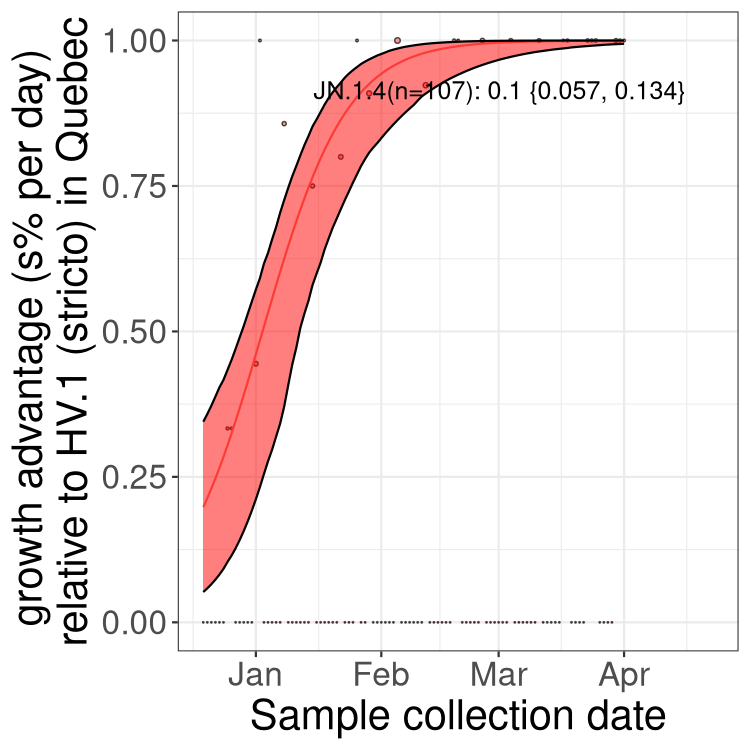 growth advantage (s% per day)
relative to HV.1 (stricto) in Quebec
1.00
0.75
0.50
0.25
0.00
JN.1.4(n=107): 0.1 {0.057, 0.134}
Jan Feb Mar Apr
Sample collection date